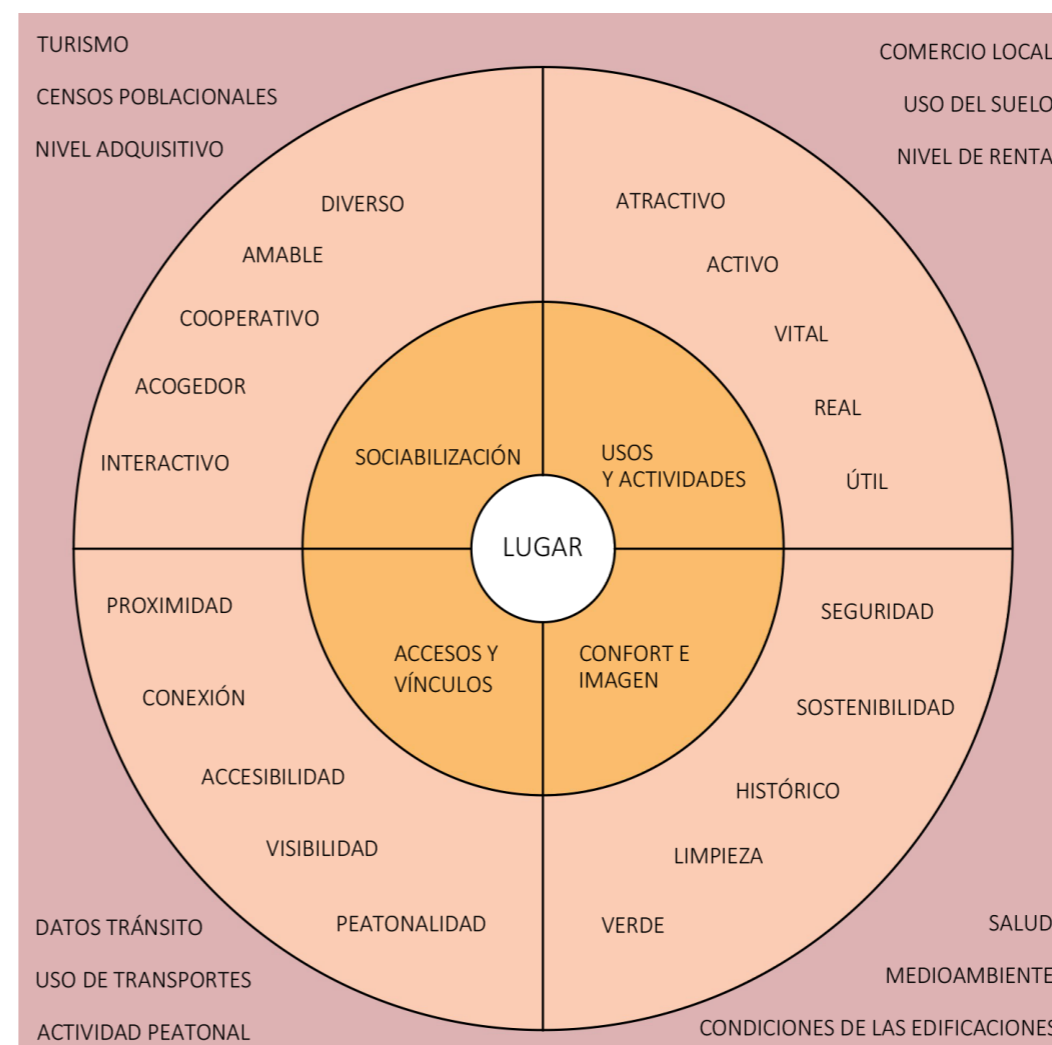 TURISMO
CENSOS POBLACIONALES
NIVEL ADQUISITIVO
COMERCIO LOCAL
USO DEL SUELO
NIVEL DE RENTA
DIVERSO
AMABLE
COOPERATIVO
ACOGEDOR
INTERACTIVO
ATRACTIVO
ACTIVO
VITAL
REAL
ÚTIL
SOCIABILIZACIÓN
USOS
Y ACTIVIDADES
LUGAR
ACCESOS Y
VÍNCULOS
CONFORT E
IMAGEN
PROXIMIDAD
CONEXIÓN
ACCESIBILIDAD
VISIBILIDAD
PEATONALIDAD
SEGURIDAD
SOSTENIBILIDAD
HISTÓRICO
LIMPIEZA
VERDE
DATOS TRÁNSITO
USO DE TRANSPORTES
ACTIVIDAD PEATONAL
SALUD
MEDIOAMBIENTE
CONDICIONES DE LAS EDIFICACIONES